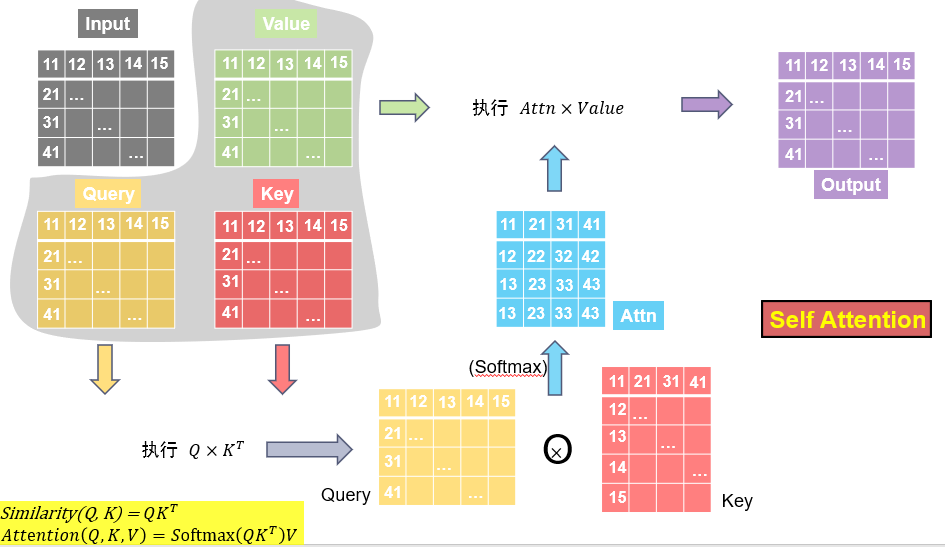 Input
11 12 13 14 15
21 ...
31 ...
41 ...
Value
11 12 13 14 15
21 ...
31 ...
41 ...
Query
11 12 13 14 15
21 ...
31 ...
41 ...
Key
11 12 13 14 15
21 ...
31 ...
41 ...
执行 Attn × Value
11 12 13 14 15
21 ...
31 ...
41 ...
Output
11 21 31 41
12 22 32 42
13 23 33 43
13 23 33 43
Attn
Self Attention
(Softmax)
执行 Q × K^T
11 12 13 14 15
21 ...
31 ...
41 ...
Query
×
11 21 31 41
12 ...
13 ...
14 ...
15
Key
Similarity(Q, K) = QK^T
Attention(Q, K, V) = Softmax(QK^T)V